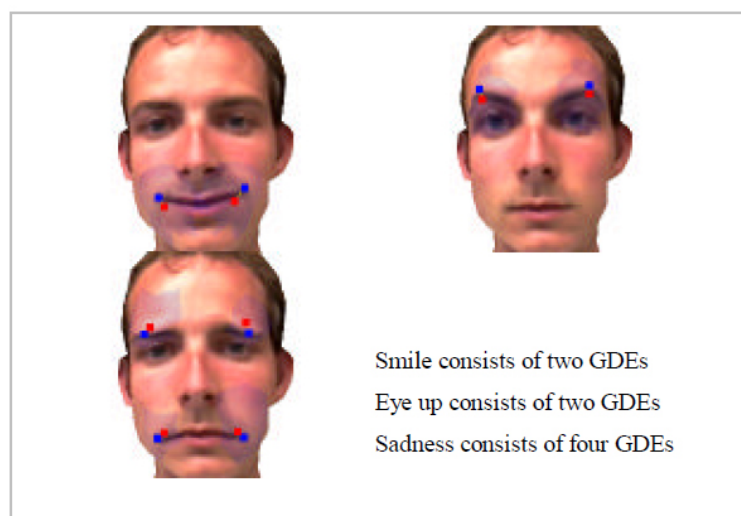 Smile consists of two GDEs
Eye up consists of two GDEs
Sadness consists of four GDEs